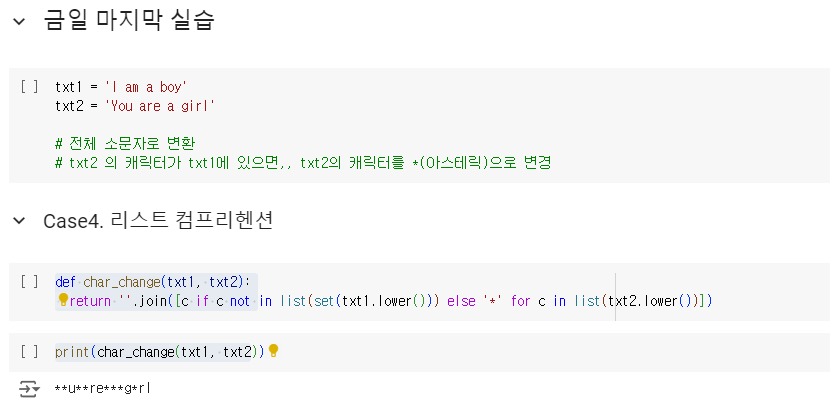 금일 마지막 실습
[ ] txt1 = 'I am a boy'
txt2 = 'You are a girl'
# 전체 소문자로 변환
# txt2 의 캐릭터가 txt1에 있으면,, txt2의 캐릭터를 *(아스테릭)으로 변경
Case4. 리스트 컴프리헨션
[ ] def char_change(txt1, txt2):
return ''.join([c if c not in list(set(txt1.lower())) else '*' for c in list(txt2.lower())])
[ ] print(char_change(txt1, txt2))
**u**re***g*rl